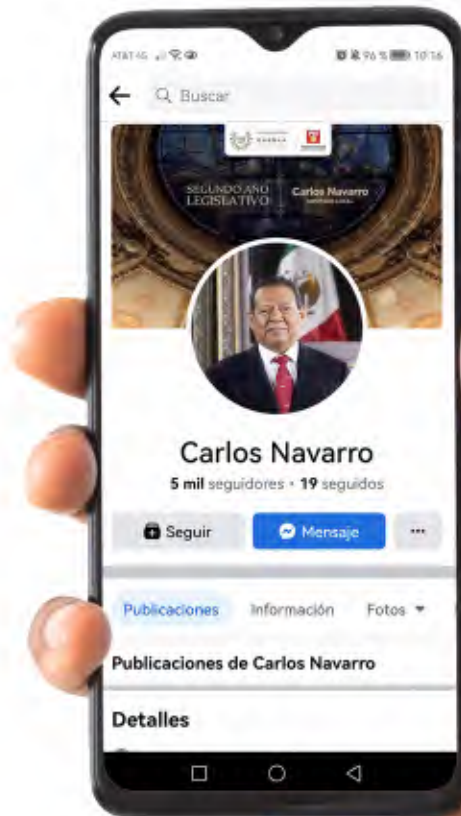 AT&T 4G
96 % 10:16
Buscar
SEGUNDO AÑO
LEGISLATIVO
Carlos Navarro
Carlos Navarro
5 mil seguidores • 19 seguidos
Seguir
Mensaje
Publicaciones
Información
Fotos
Publicaciones de Carlos Navarro
Detalles